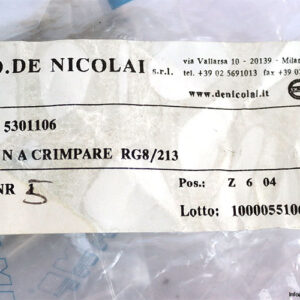 O.DE NICOLAI s.r.l.
via Vallarsa 10 - 20139 - Milan
tel. +39 02 5691013 fax +39 02
www.denicolai.it
5301106
N A CRIMPARE RG8/213
NR 5
Pos.: Z 6 04
Lotto: 1000055100